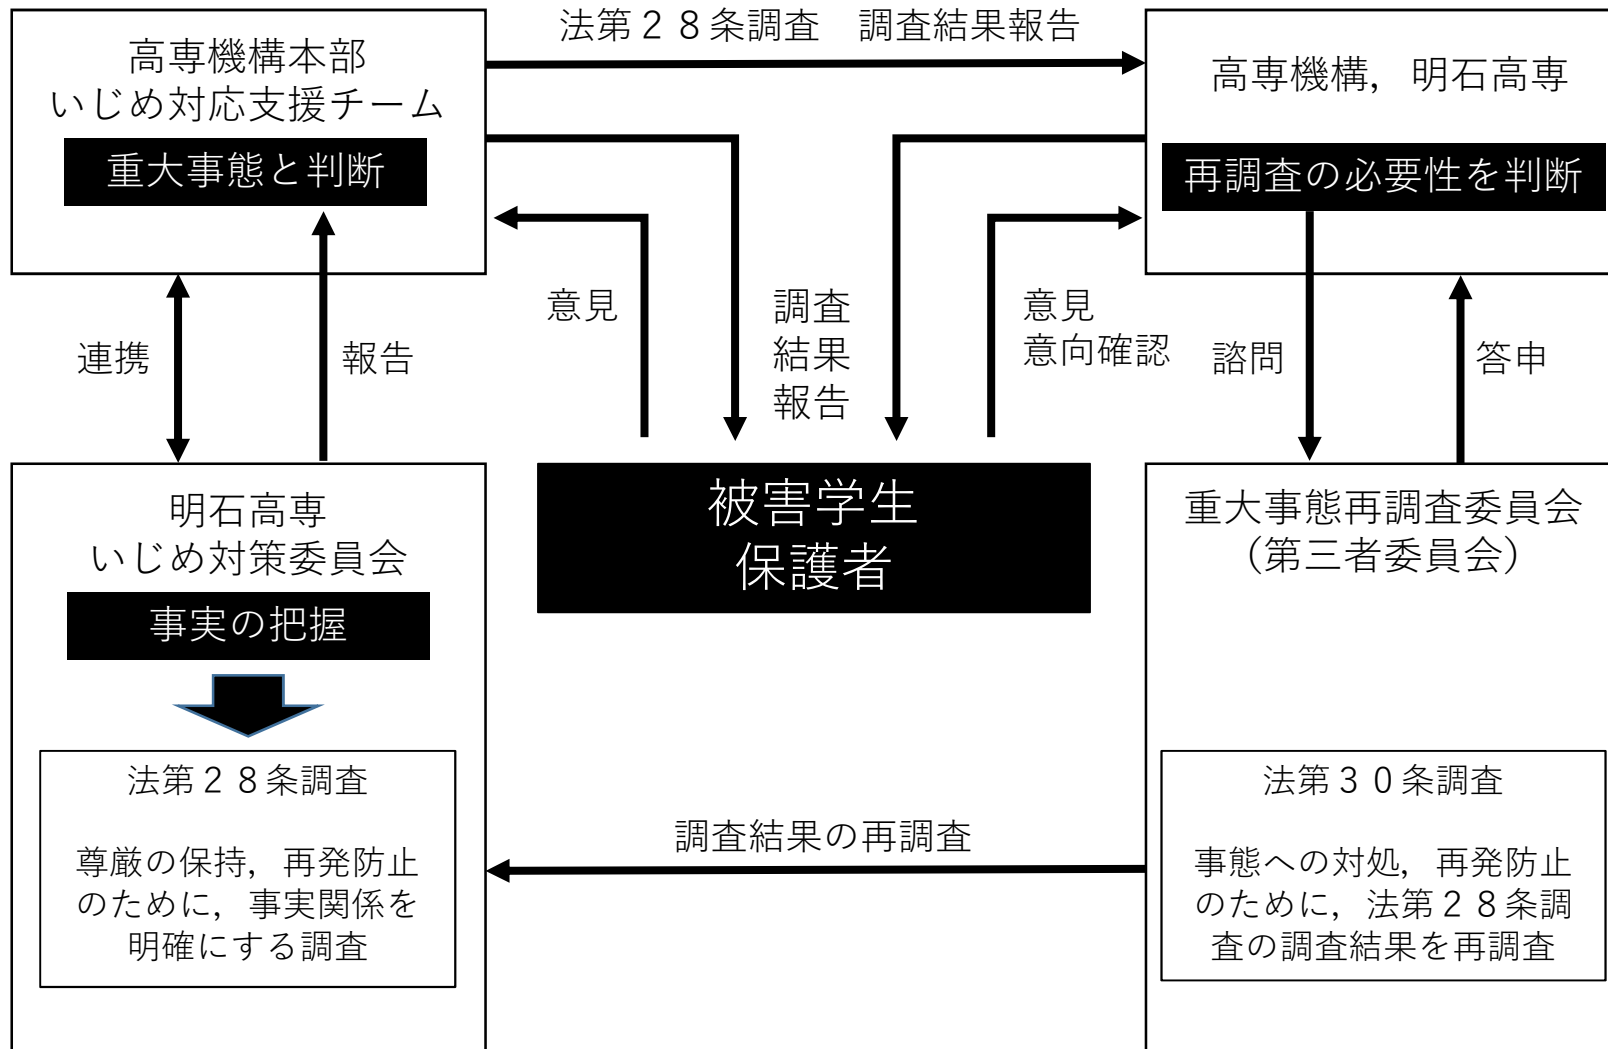 法第２８条調査　調査結果報告
高専機構本部
いじめ対応支援チーム
重大事態と判断
高専機構，明石高専
再調査の必要性を判断
連携
報告
意見
調査
結果
報告
意見
意向確認
諮問
答申
明石高専
いじめ対策委員会
事実の把握
法第２８条調査
尊厳の保持，再発防止
のために，事実関係を
明確にする調査
被害学生
保護者
調査結果の再調査
重大事態再調査委員会
（第三者委員会）
法第３０条調査
事態への対処，再発防止
のために，法第２８条調
査の調査結果を再調査